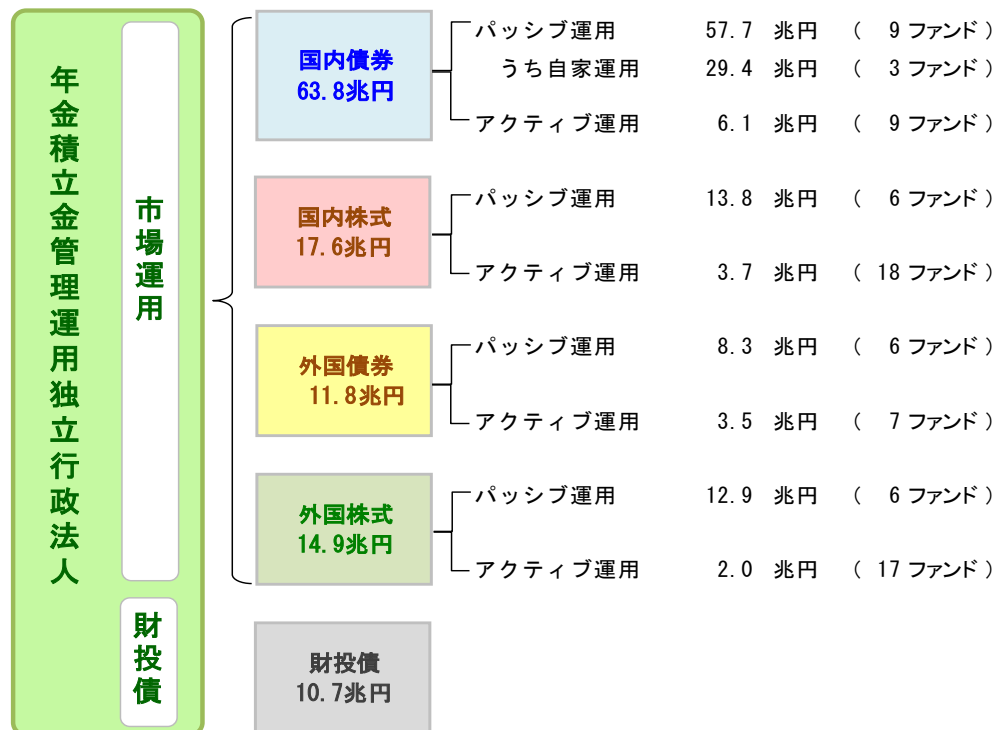 年金積立金管理運用独立行政法人
市場運用
財投債
国内債券
63.8兆円
パッシブ運用 57.7 兆円 ( 9 ファンド )
うち自家運用 29.4 兆円 ( 3 ファンド )
アクティブ運用 6.1 兆円 ( 9 ファンド )
国内株式
17.6兆円
パッシブ運用 13.8 兆円 ( 6 ファンド )
アクティブ運用 3.7 兆円 ( 18 ファンド )
外国債券
11.8兆円
パッシブ運用 8.3 兆円 ( 6 ファンド )
アクティブ運用 3.5 兆円 ( 7 ファンド )
外国株式
14.9兆円
パッシブ運用 12.9 兆円 ( 6 ファンド )
アクティブ運用 2.0 兆円 ( 17 ファンド )
財投債
10.7兆円